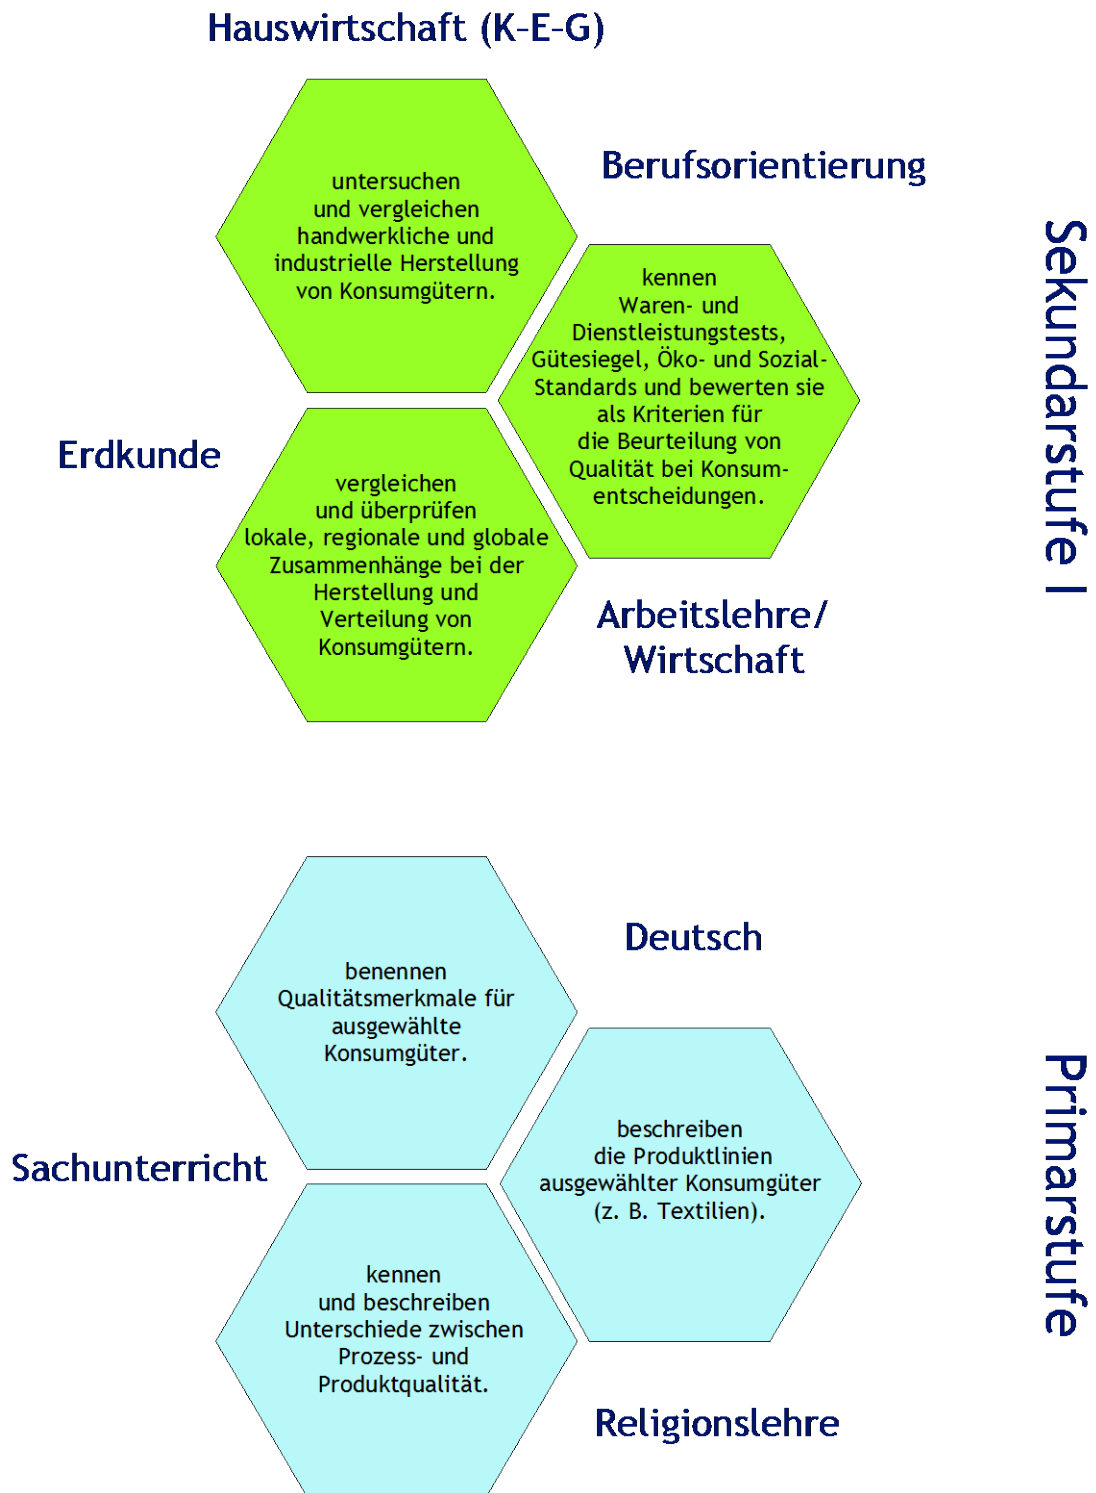 Hauswirtschaft (K-E-G)
untersuchen
und vergleichen
handwerkliche und
industrielle Herstellung
von Konsumgütern.
Berufsorientierung
kennen
Waren- und
Dienstleistungstests,
Gütesiegel, Öko- und Sozial-
Standards und bewerten sie
als Kriterien für
die Beurteilung von
Qualität bei Konsum-
entscheidungen.
Sekundarstufe I
Erdkunde
vergleichen
und überprüfen
lokale, regionale und globale
Zusammenhänge bei der
Herstellung und
Verteilung von
Konsumgütern.
Arbeitslehre/
Wirtschaft
benennen
Qualitätsmerkmale für
ausgewählte
Konsumgüter.
Deutsch
beschreiben
die Produktlinien
ausgewählter Konsumgüter
(z. B. Textilien).
Primarstufe
Sachunterricht
kennen
und beschreiben
Unterschiede zwischen
Prozess- und
Produktqualität.
Religionslehre